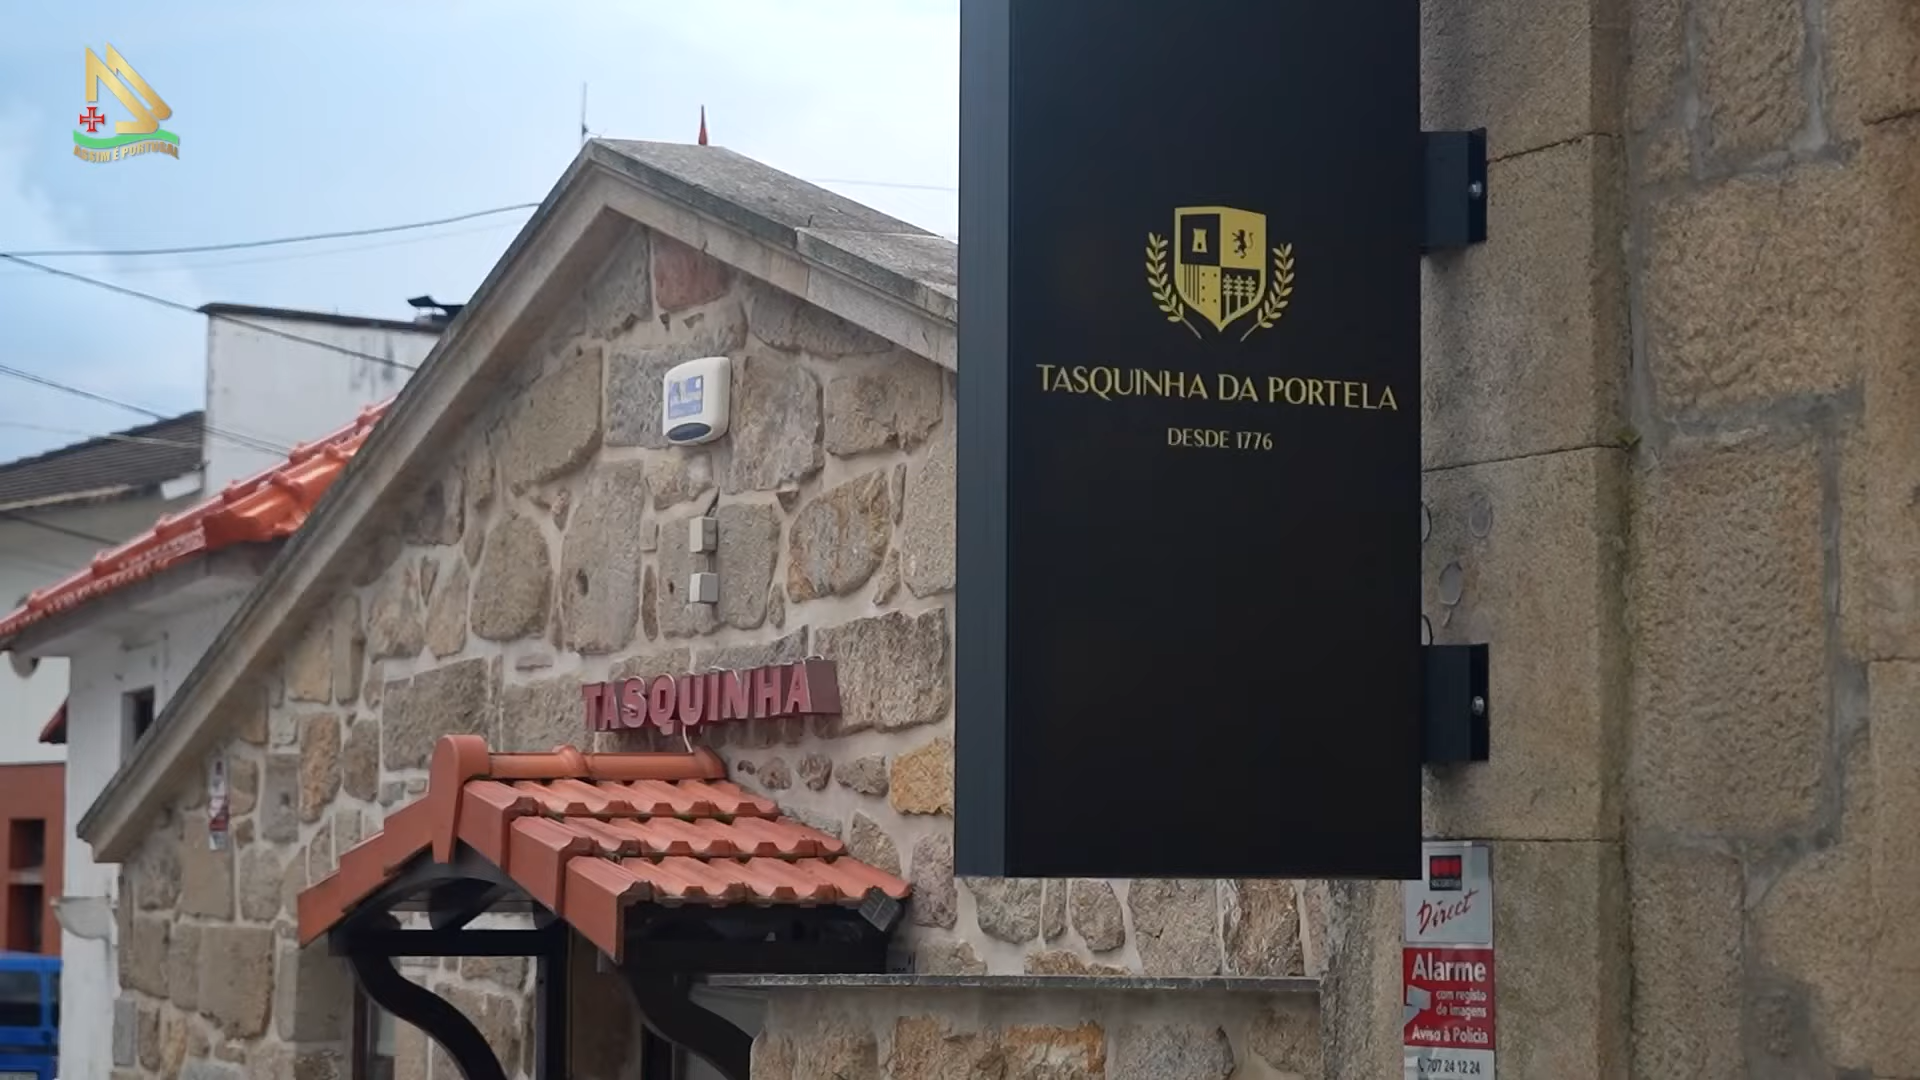 ASSIM É PORTUGAL
TASQUINHA DA PORTELA
DESDE 1776
TASQUINHA
Direct
Alarme
com registo
de imagens
Avisa à Polícia
707 24 12 24